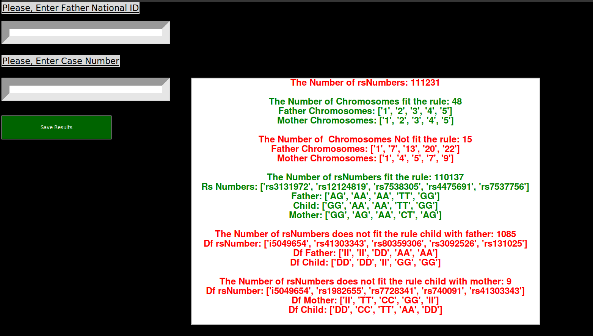 Please, Enter Father National ID
Please, Enter Case Number
Save Results
The Number of rsNumbers: 111231
The Number of Chromosomes fit the rule: 48
Father Chromosomes: ['1', '2', '3', '4', '5']
Mother Chromosomes: ['1', '2', '3', '4', '5']
The Number of  Chromosomes Not fit the rule: 15
Father Chromosomes: ['1', '7', '13', '20', '22']
Mother Chromosomes: ['1', '4', '5', '7', '9']
The Number of rsNumbers fit the rule: 110137
Rs Numbers: ['rs3131972', 'rs12124819', 'rs7538305', 'rs4475691', 'rs7537756']
Father: ['AG', 'AA', 'AA', 'TT', 'GG']
Child: ['GG', 'AA', 'AA', 'TT', 'GG']
Mother: ['GG', 'AG', 'AA', 'CT', 'AG']
The Number of rsNumbers does not fit the rule child with father: 1085
Df rsNumber: ['i5049654', 'rs41303343', 'rs80359306', 'rs3092526', 'rs131025']
Df Father: ['II', 'II', 'DD', 'AA', 'AA']
Df Child: ['DD', 'DD', 'II', 'GG', 'GG']
The Number of rsNumbers does not fit the rule child with mother: 9
Df rsNumber: ['i5049654', 'rs1982655', 'rs7728341', 'rs740091', 'rs41303343']
Df Mother: ['II', 'TT', 'CC', 'GG', 'II']
Df Child: ['DD', 'CC', 'TT', 'AA', 'DD']